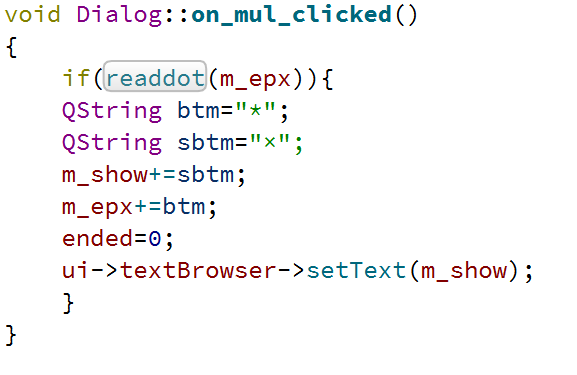 void Dialog::on_mul_clicked()
{
    if(readdot(m_epx)){
    QString btm="*";
    QString sbtm="×";
    m_show+=sbtm;
    m_epx+=btm;
    ended=0;
    ui->textBrowser->setText(m_show);
    }
}